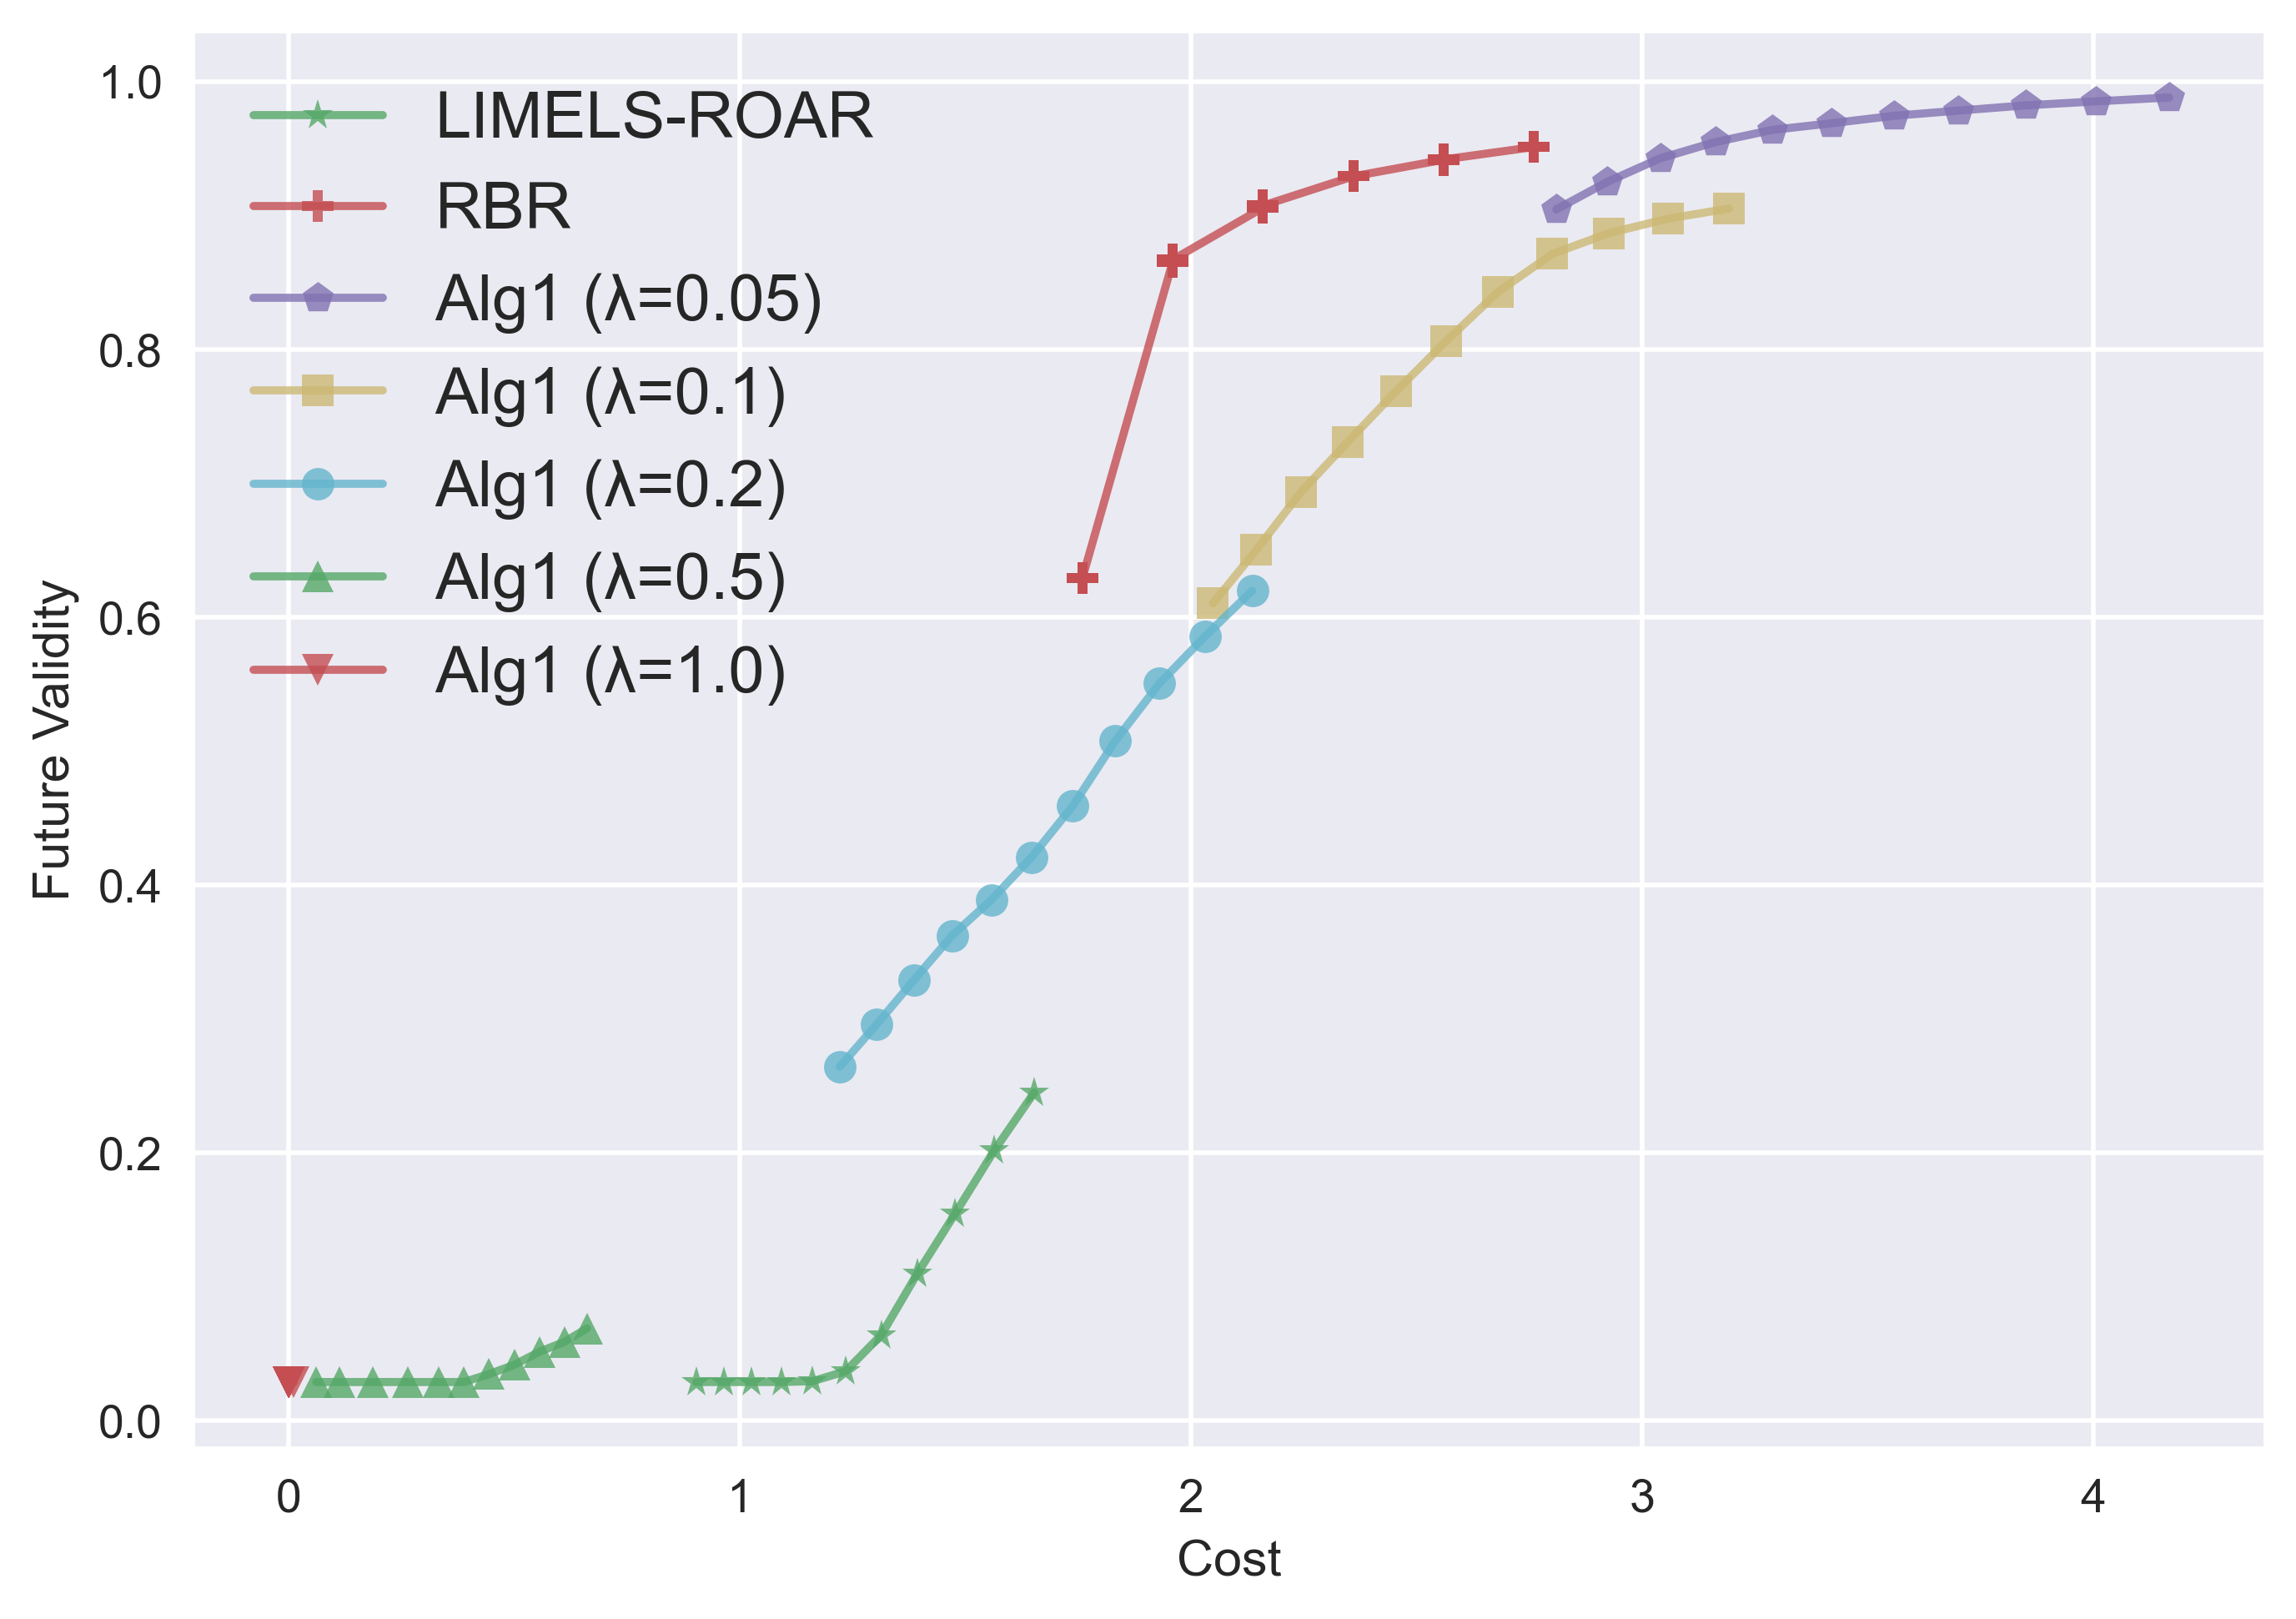 LIMELS-ROAR
RBR
Alg1 (λ=0.05)
Alg1 (λ=0.1)
Alg1 (λ=0.2)
Alg1 (λ=0.5)
Alg1 (λ=1.0)
Future Validity
1.0
0.8
0.6
0.4
0.2
0.0
0 1 2 3 4
Cost